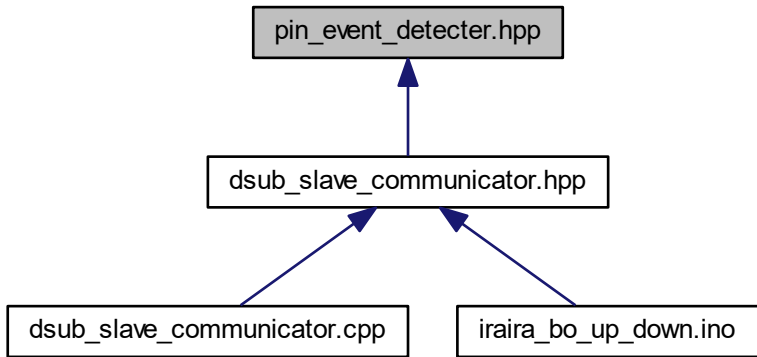 pin_event_detecter.hpp
dsub_slave_communicator.hpp
dsub_slave_communicator.cpp
iraira_bo_up_down.ino